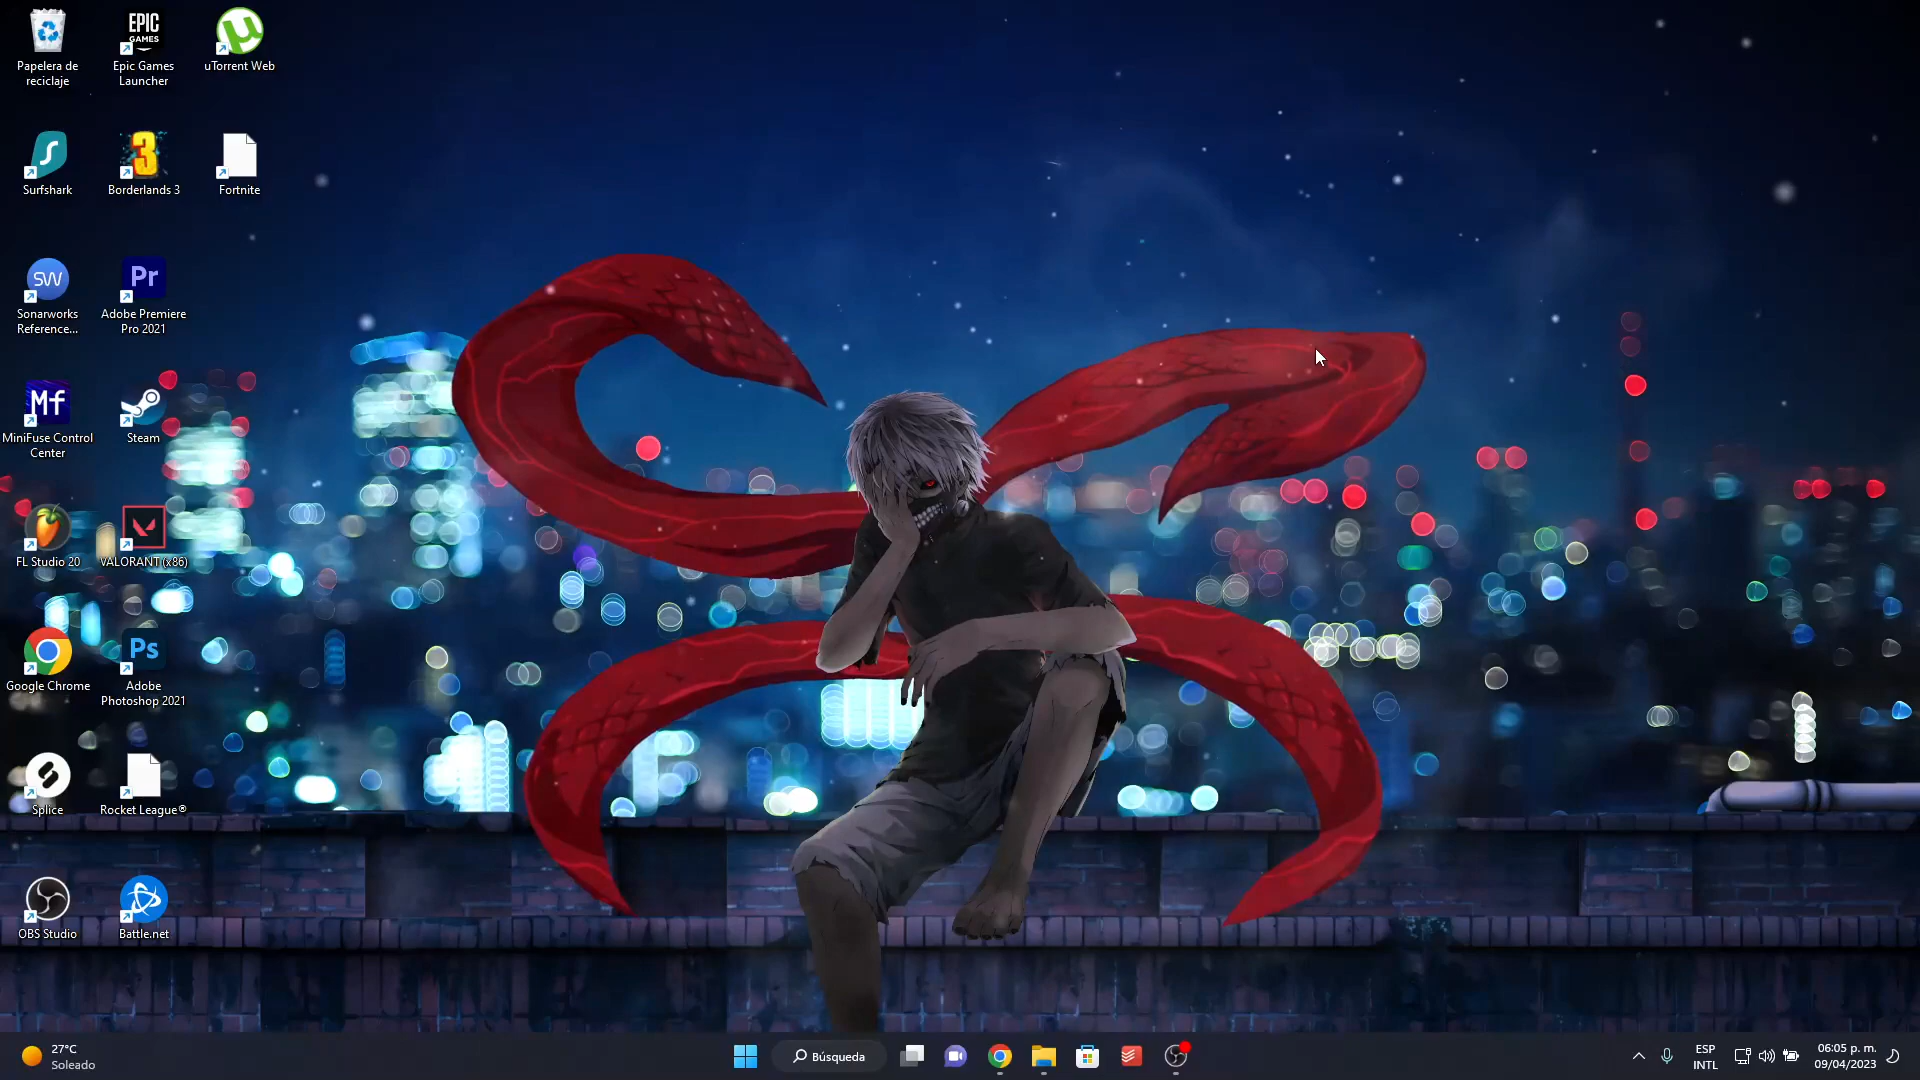 Papelera de
reciclaje
EPIC
GAMES
Epic Games
Launcher
uTorrent Web
Surfshark
3
Borderlands 3
Fortnite
SW
Sonarworks
Reference...
Pr
Adobe Premiere
Pro 2021
Mf
MiniFuse Control
Center
Steam
FL Studio 20
VALORANT (x86)
Google Chrome
Ps
Adobe
Photoshop 2021
Splice
Rocket League®
OBS Studio
Battle.net
27°C
Soleado
Búsqueda
ESP
INTL
06:05 p. m.
09/04/2023